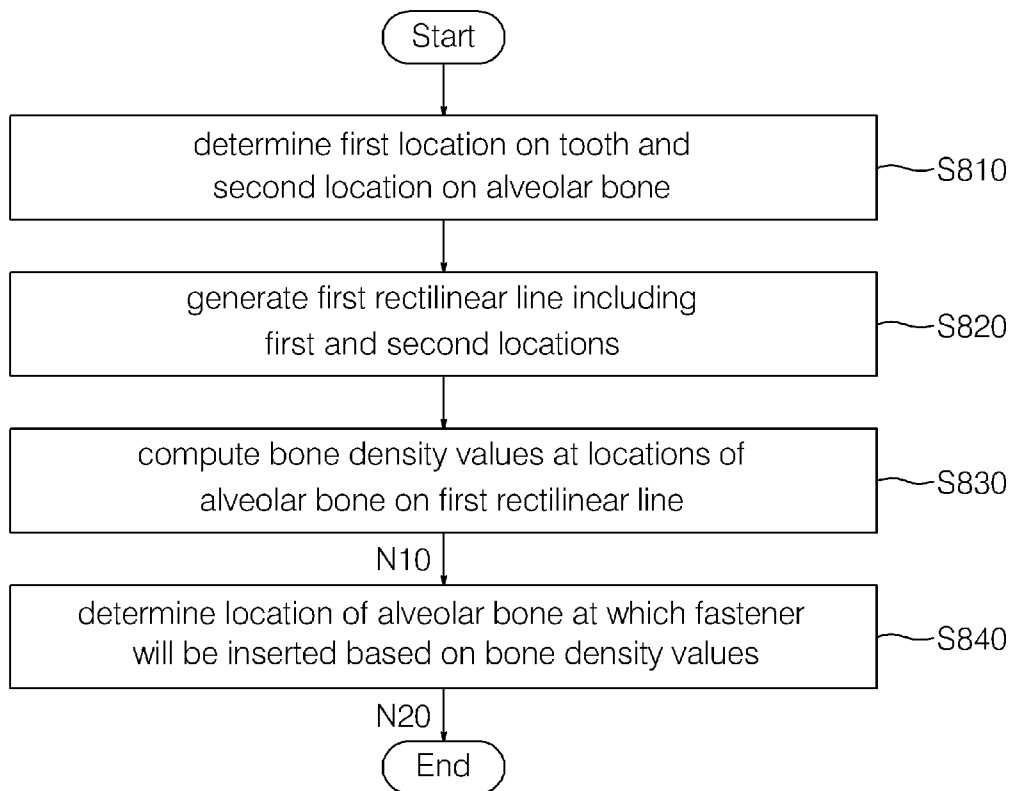 Start
determine first location on tooth and
second location on alveolar bone
S810
generate first rectilinear line including
first and second locations
S820
compute bone density values at locations of
alveolar bone on first rectilinear line
S830
N10
determine location of alveolar bone at which fastener
will be inserted based on bone density values
S840
N20
End